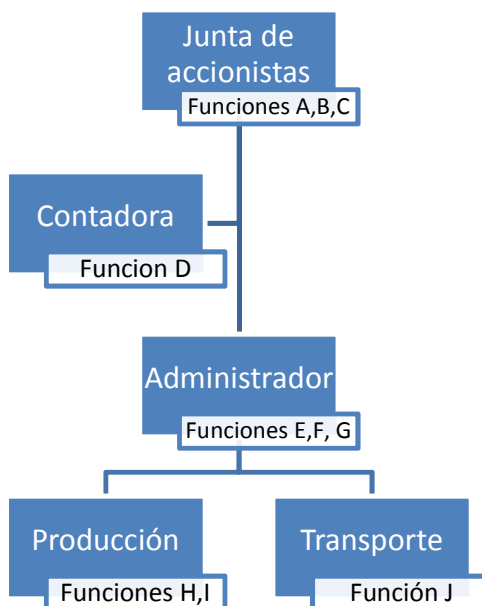 Junta de
accionistas
Funciones A,B,C
Contadora
Funcion D
Administrador
Funciones E,F, G
Producción
Funciones H,I
Transporte
Función J